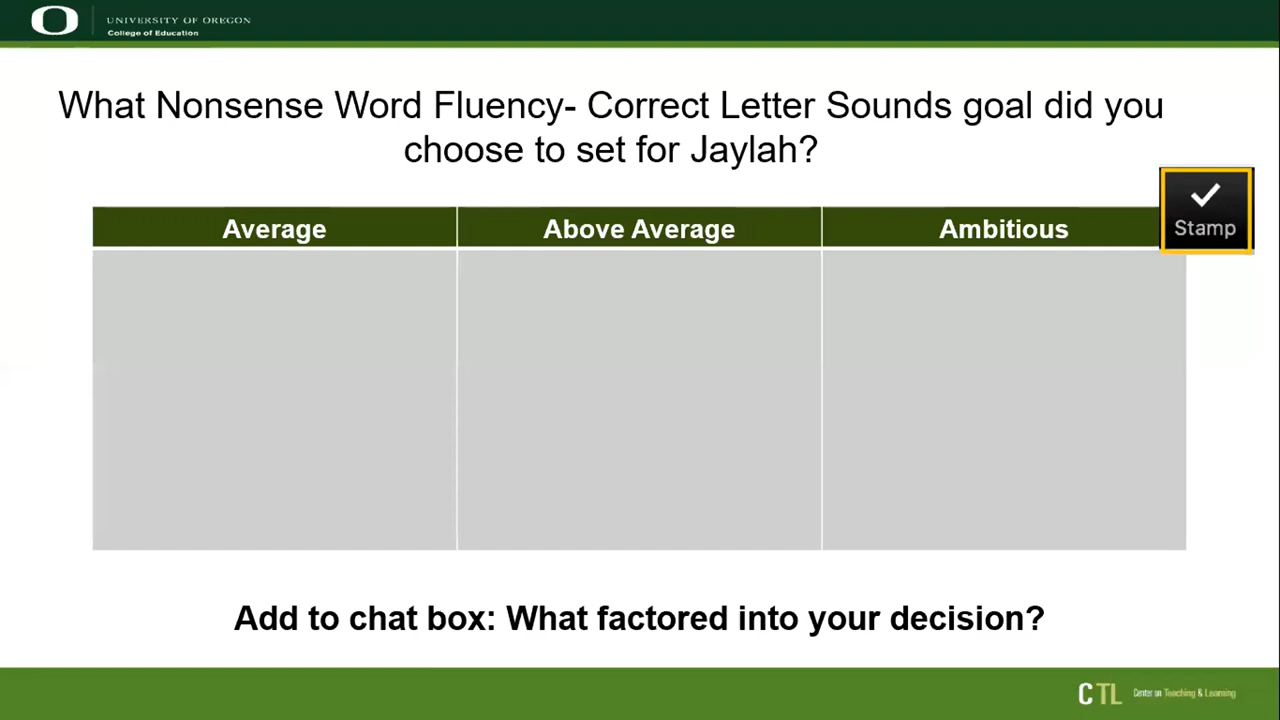 UNIVERSITY OF OREGON
College of Education
What Nonsense Word Fluency- Correct Letter Sounds goal did you
choose to set for Jaylah?
Stamp
Average Above Average Ambitious
Add to chat box: What factored into your decision?
CTL Center on Teaching & Learning